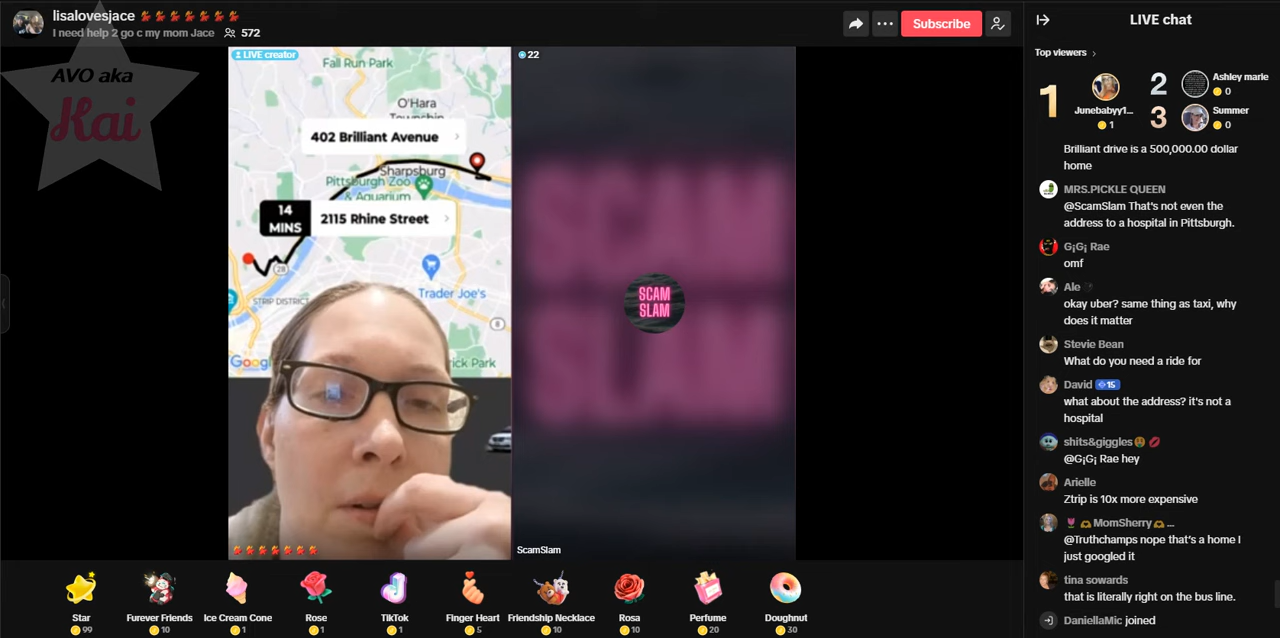 lisalovesjace
I need help 2 go c my mom Jace 572
Subscribe
AVO aka
Kai
LIVE creator
Fall Run Park
O'Hara
Township
402 Brilliant Avenue
Sharpsburg
Pittsburgh Zoo
& Aquarium
14
MINS
2115 Rhine Street
28
STRIP DISTRICT
Trader Joe's
8
Google
rick Park
22
SCAM
SLAM
SCAM
SLAM
ScamSlam
Star
99
Furever Friends
10
Ice Cream Cone
1
Rose
1
TikTok
1
Finger Heart
5
Friendship Necklace
10
Rosa
10
Perfume
20
Doughnut
30
LIVE chat
Top viewers
1
Junebabyy1...
1
2
Ashley marie
0
3
Summer
0
Brilliant drive is a 500,000.00 dollar
home
MRS.PICKLE QUEEN
@ScamSlam That's not even the
address to a hospital in Pittsburgh.
G¡G¡ Rae
omf
Ale
okay uber? same thing as taxi, why
does it matter
Stevie Bean
What do you need a ride for
David 15
what about the address? it's not a
hospital
shits&giggles
@G¡G¡ Rae hey
Arielle
Ztrip is 10x more expensive
MomSherry ...
@Truthchamps nope that's a home I
just googled it
tina sowards
that is literally right on the bus line.
DaniellaMic joined